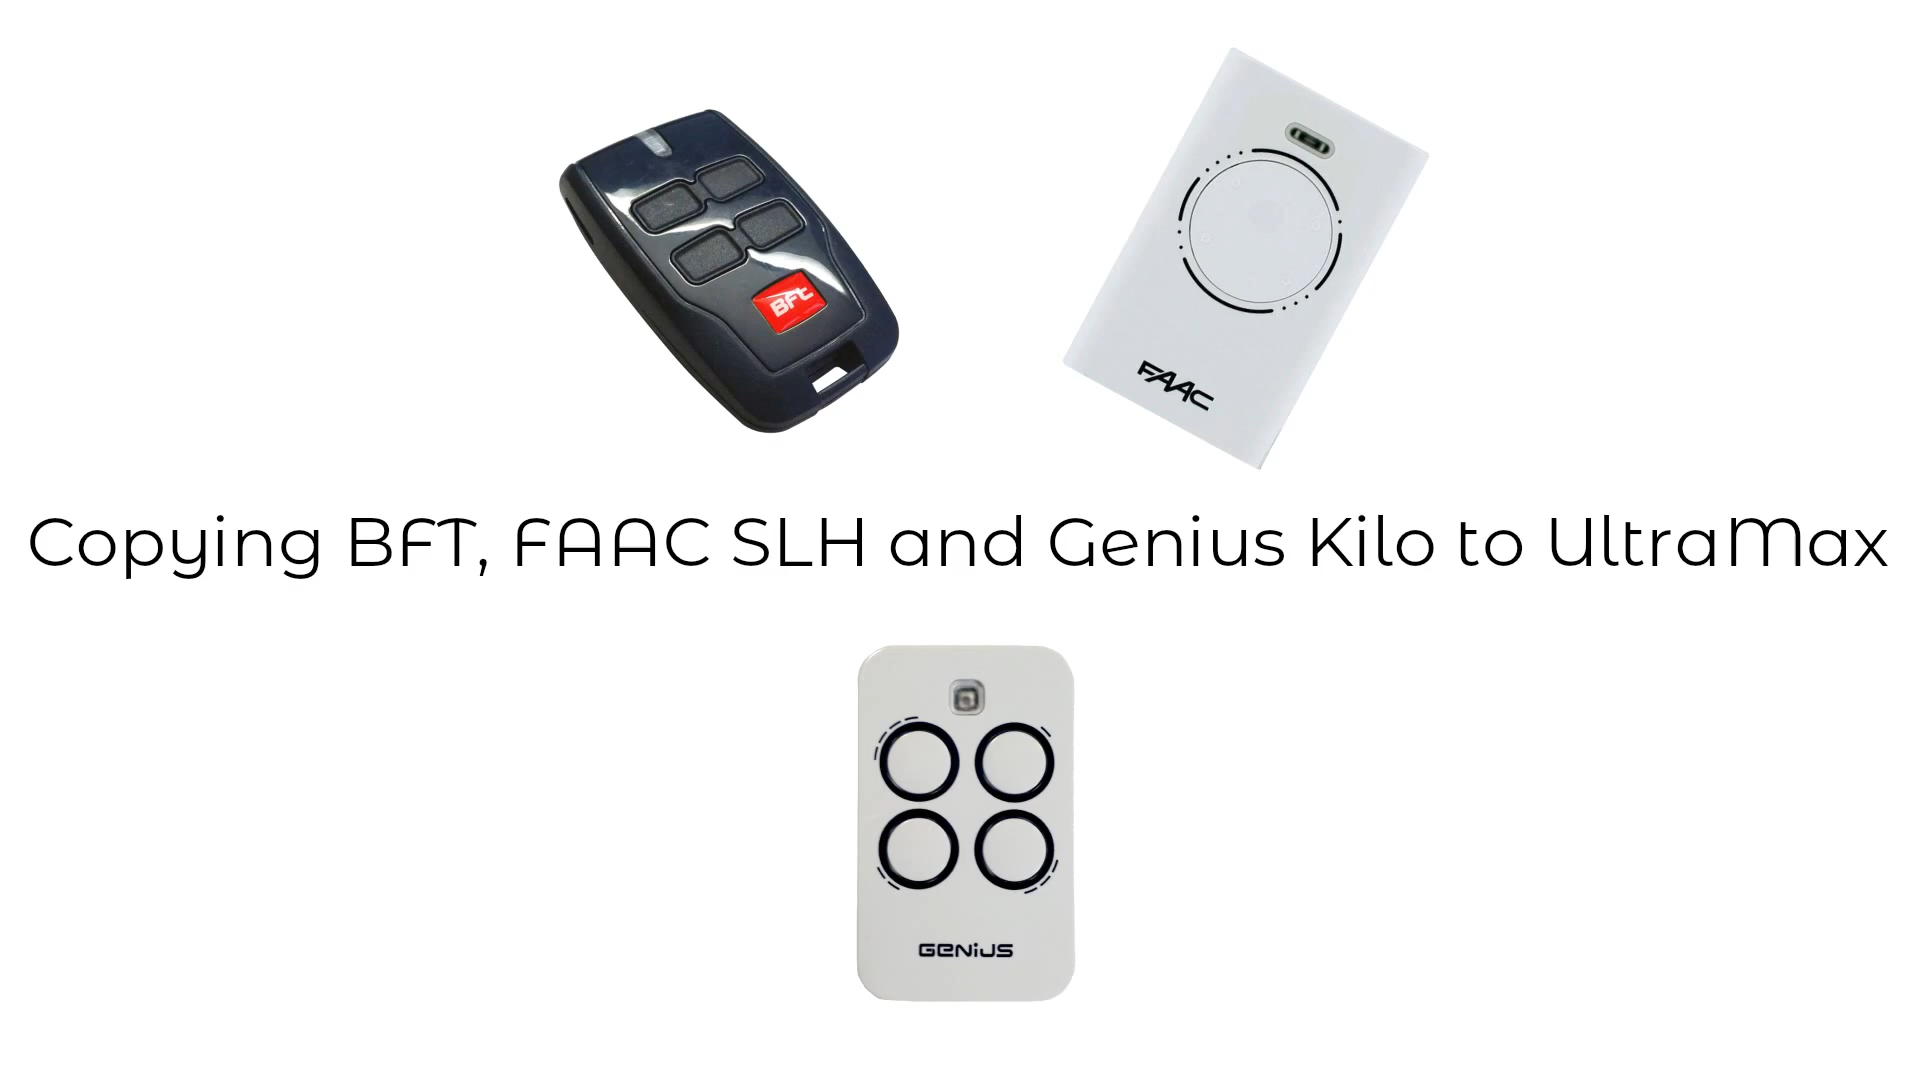 Bft
FAAC
Copying BFT, FAAC SLH and Genius Kilo to UltraMax
GENiUS